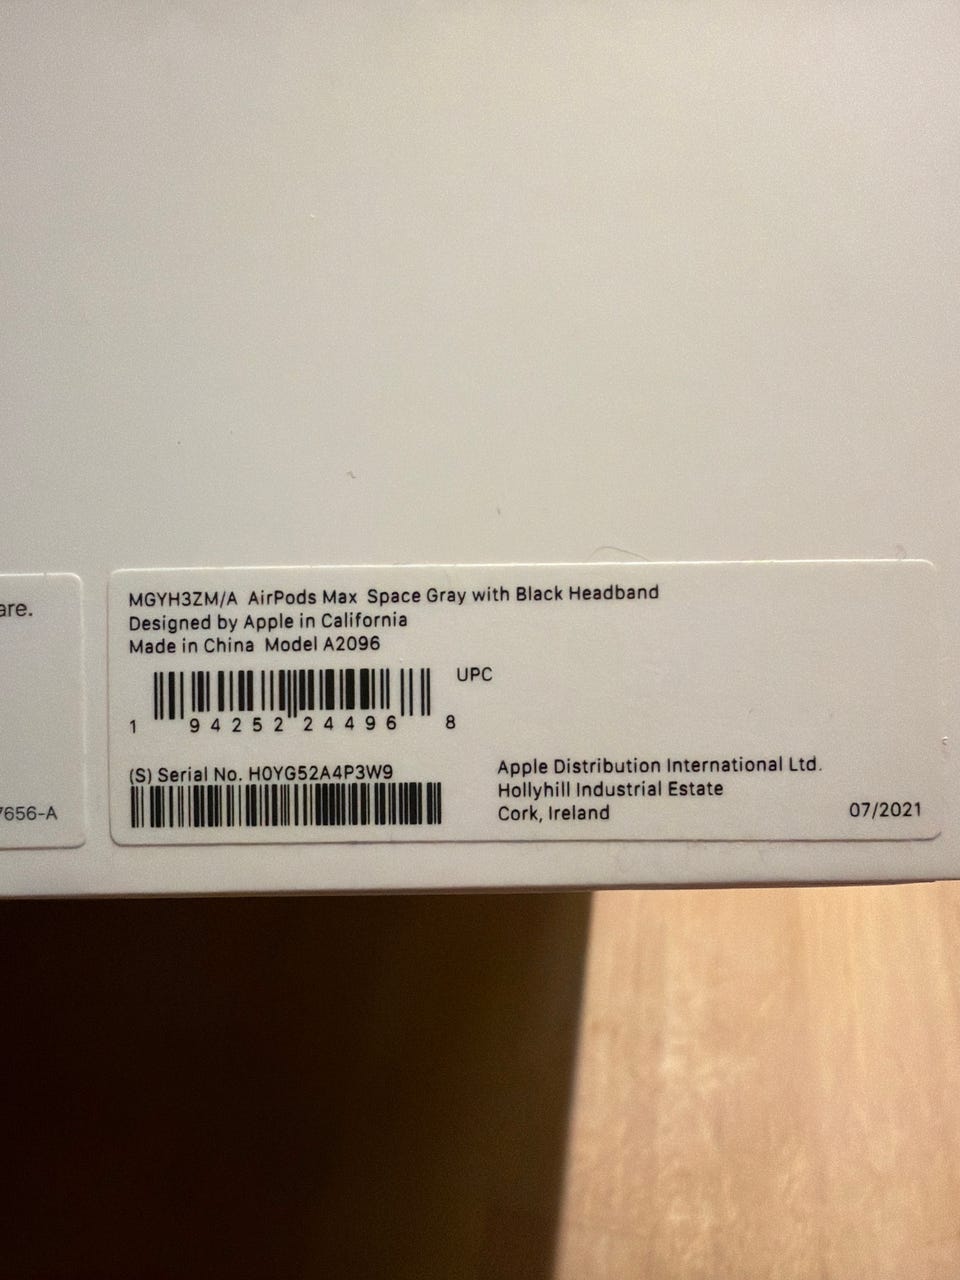 are.
7656-A
MGYH3ZM/A AirPods Max Space Gray with Black Headband
Designed by Apple in California
Made in China Model A2096
UPC
1 94252 24496 8
(S) Serial No. H0YG52A4P3W9
Apple Distribution International Ltd.
Hollyhill Industrial Estate
Cork, Ireland
07/2021